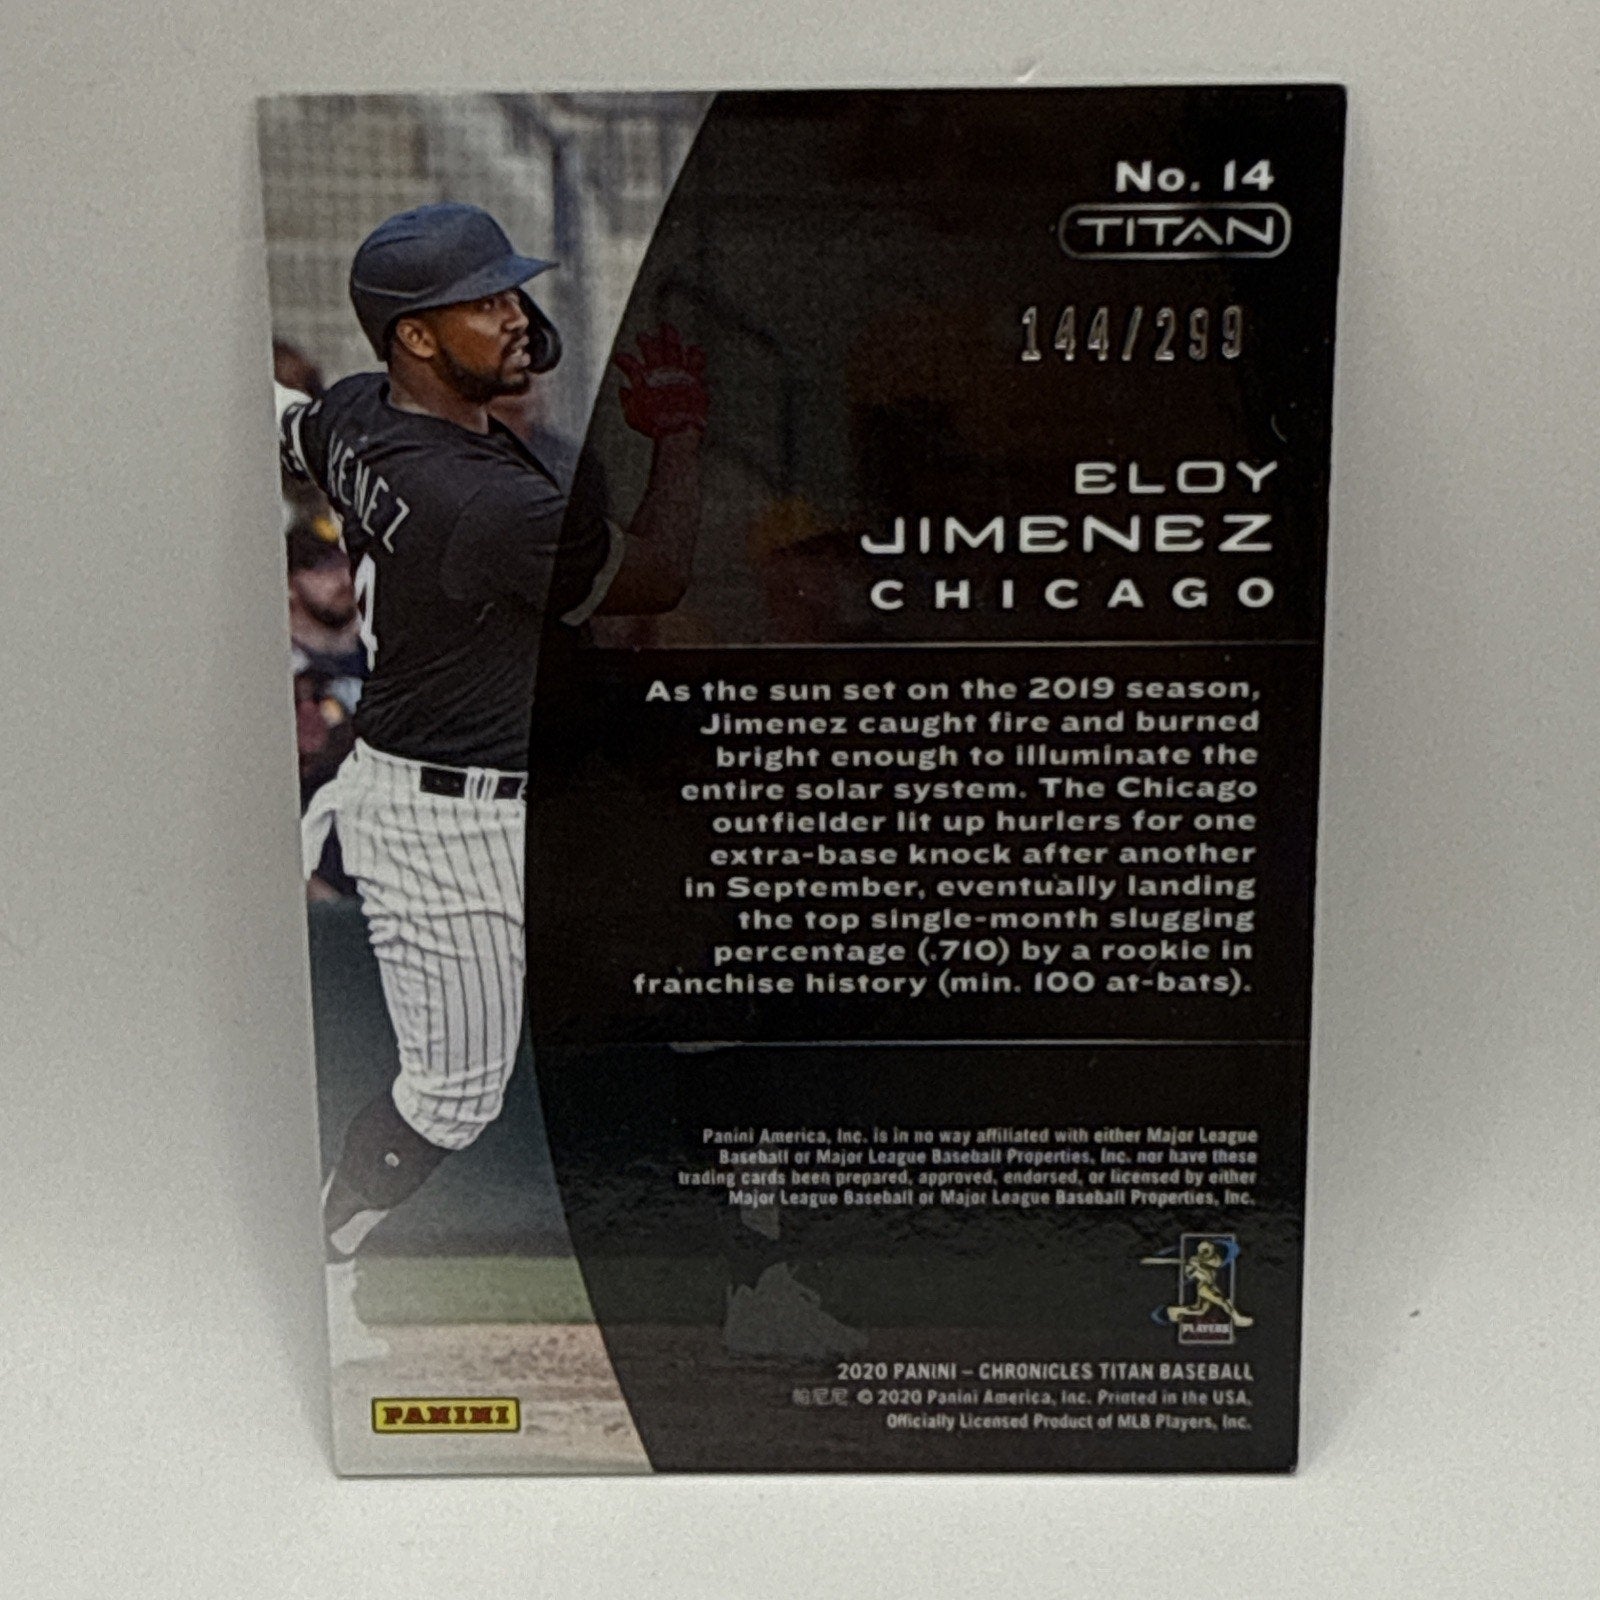 No. 14
TITAN
144/299
ELOY
JIMENEZ
CHICAGO
As the sun set on the 2019 season,
Jimenez caught fire and burned
bright enough to illuminate the
entire solar system. The Chicago
outfielder lit up hurlers for one
extra-base knock after another
in September, eventually landing
the top single-month slugging
percentage (.710) by a rookie in
franchise history (min. 100 at-bats).
Panini America, Inc. is in no way affiliated with either Major League
Baseball or Major League Baseball Properties, Inc. nor have these
trading cards been prepared, approved, endorsed, or licensed by either
Major League Baseball or Major League Baseball Properties, Inc.
PLAYERS
2020 PANINI – CHRONICLES TITAN BASEBALL
帕尼尼 © 2020 Panini America, Inc. Printed in the USA.
Officially Licensed Product of MLB Players, Inc.
PANINI
MENEZ
4